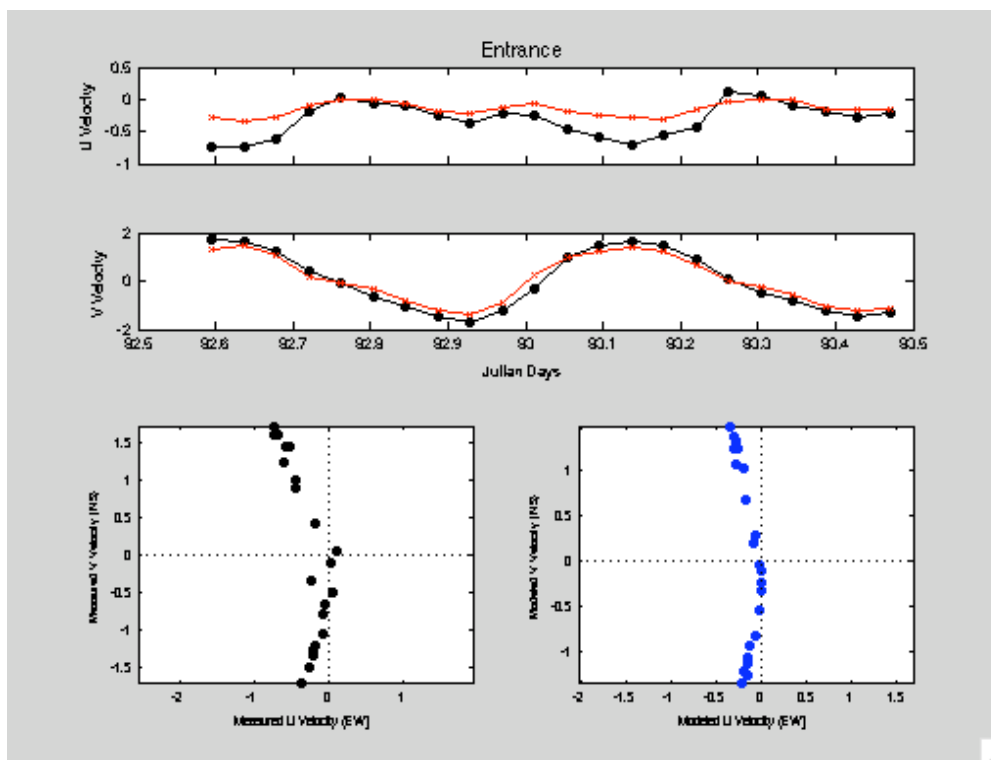 Entrance
0.5
0
-0.5
-1
U Velocity
2
0
-2
V Velocity
92.5 92.6 92.7 92.8 92.9 93 93.1 93.2 93.3 93.4 93.5
Julian Days
1.5
1
0.5
0
-0.5
-1
-1.5
Measured V Velocity (NS)
-2 -1 0 1
Measured U Velocity (EW)
1
0.5
0
-0.5
-1
Modeled V Velocity (NS)
-2 -1.5 -1 -0.5 0 0.5 1 1.5
Modeled U Velocity (EW)